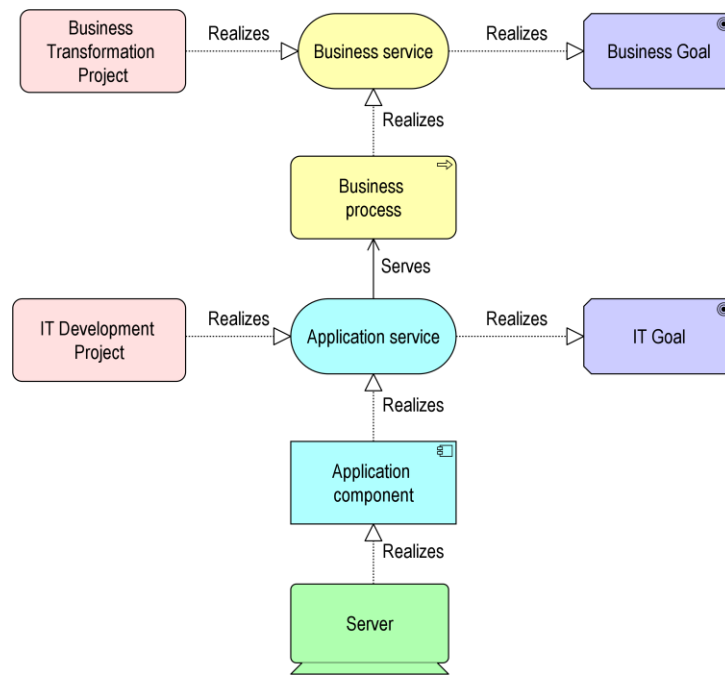 Business
Transformation
Project
Realizes
Business service
Realizes
Business Goal
Realizes
Business
process
Serves
IT Development
Project
Realizes
Application service
Realizes
IT Goal
Realizes
Application
component
Realizes
Server